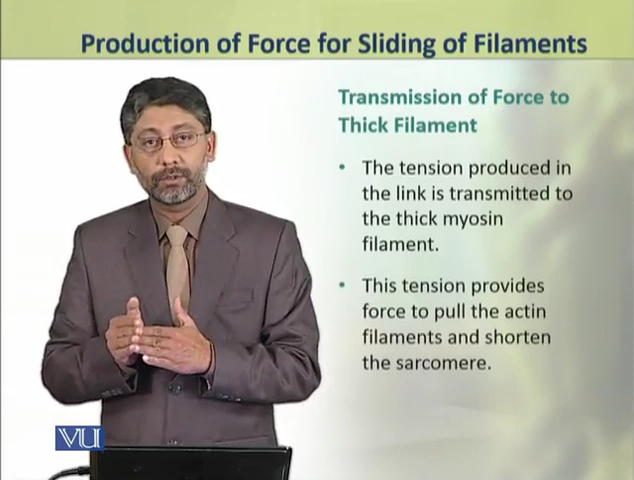 Production of Force for Sliding of Filaments
Transmission of Force to
Thick Filament
• The tension produced in
the link is transmitted to
the thick myosin
filament.
• This tension provides
force to pull the actin
filaments and shorten
the sarcomere.
VU